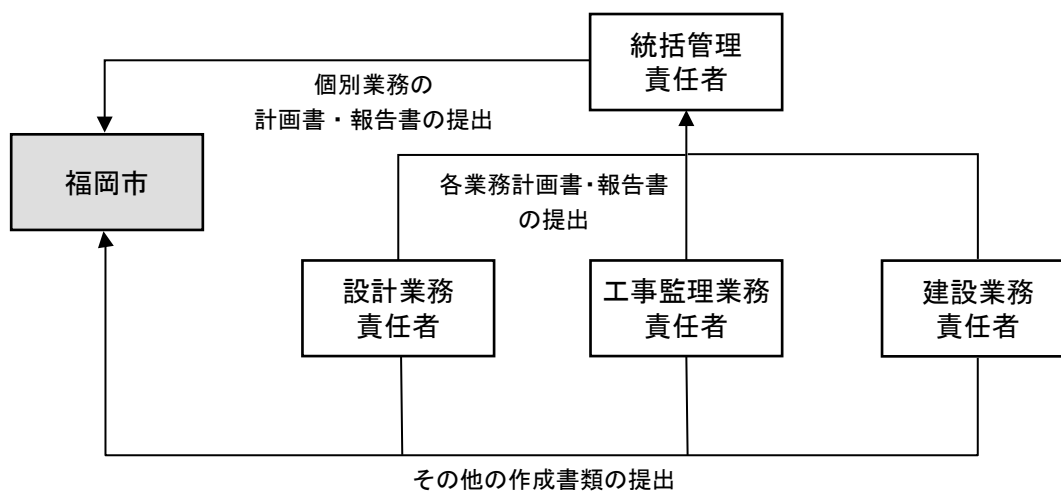 統括管理
責任者
個別業務の
計画書・報告書の提出
福岡市
各業務計画書・報告書
の提出
設計業務
責任者
工事監理業務
責任者
建設業務
責任者
その他の作成書類の提出